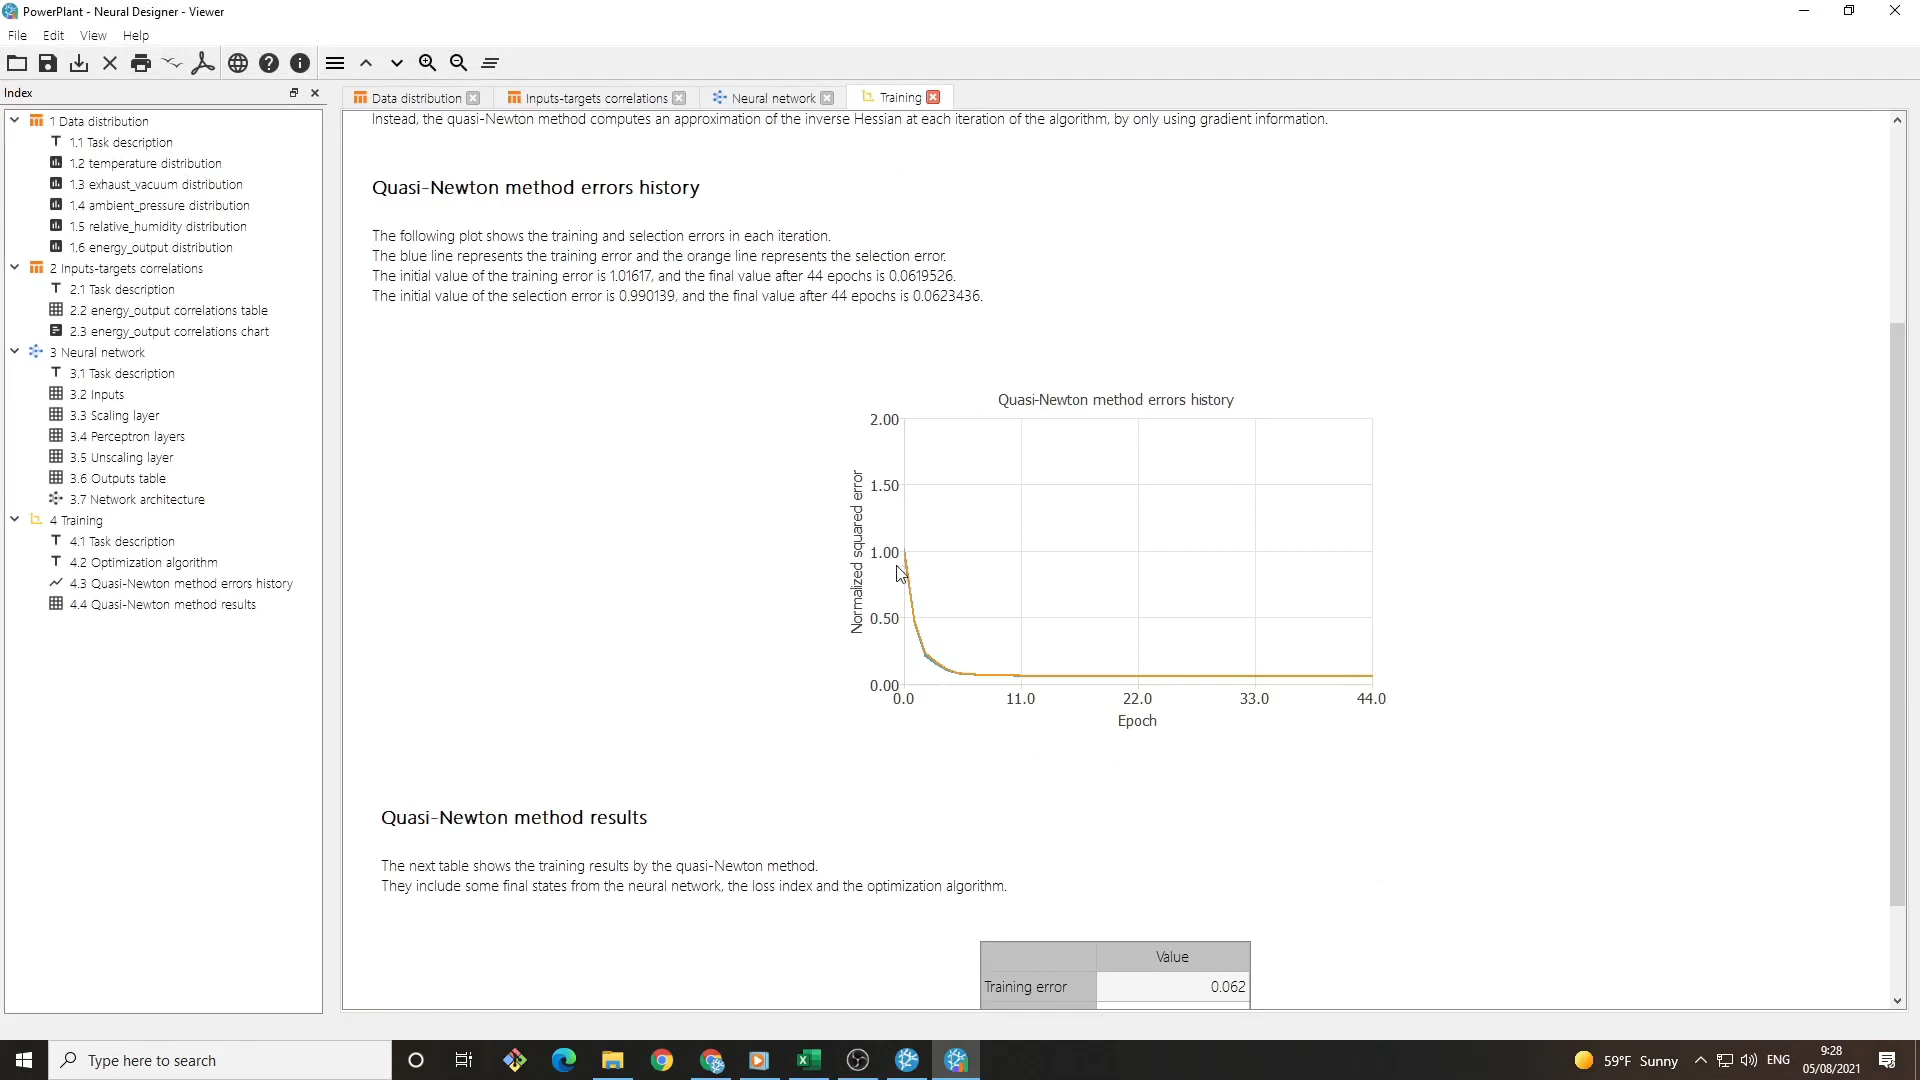 PowerPlant - Neural Designer - Viewer
File Edit View Help
Index
1 Data distribution
1.1 Task description
1.2 temperature distribution
1.3 exhaust_vacuum distribution
1.4 ambient_pressure distribution
1.5 relative_humidity distribution
1.6 energy_output distribution
2 Inputs-targets correlations
2.1 Task description
2.2 energy_output correlations table
2.3 energy_output correlations chart
3 Neural network
3.1 Task description
3.2 Inputs
3.3 Scaling layer
3.4 Perceptron layers
3.5 Unscaling layer
3.6 Outputs table
3.7 Network architecture
4 Training
4.1 Task description
4.2 Optimization algorithm
4.3 Quasi-Newton method errors history
4.4 Quasi-Newton method results
Data distribution Inputs-targets correlations Neural network Training
Instead, the quasi-Newton method computes an approximation of the inverse Hessian at each iteration of the algorithm, by only using gradient information.
Quasi-Newton method errors history
The following plot shows the training and selection errors in each iteration.
The blue line represents the training error and the orange line represents the selection error.
The initial value of the training error is 1.01617, and the final value after 44 epochs is 0.0619526.
The initial value of the selection error is 0.990139, and the final value after 44 epochs is 0.0623436.
Quasi-Newton method errors history
Normalized squared error
2.00
1.50
1.00
0.50
0.00
0.0 11.0 22.0 33.0 44.0
Epoch
Quasi-Newton method results
The next table shows the training results by the quasi-Newton method.
They include some final states from the neural network, the loss index and the optimization algorithm.
Value
Training error 0.062
Type here to search
59°F Sunny
ENG
9:28
05/08/2021